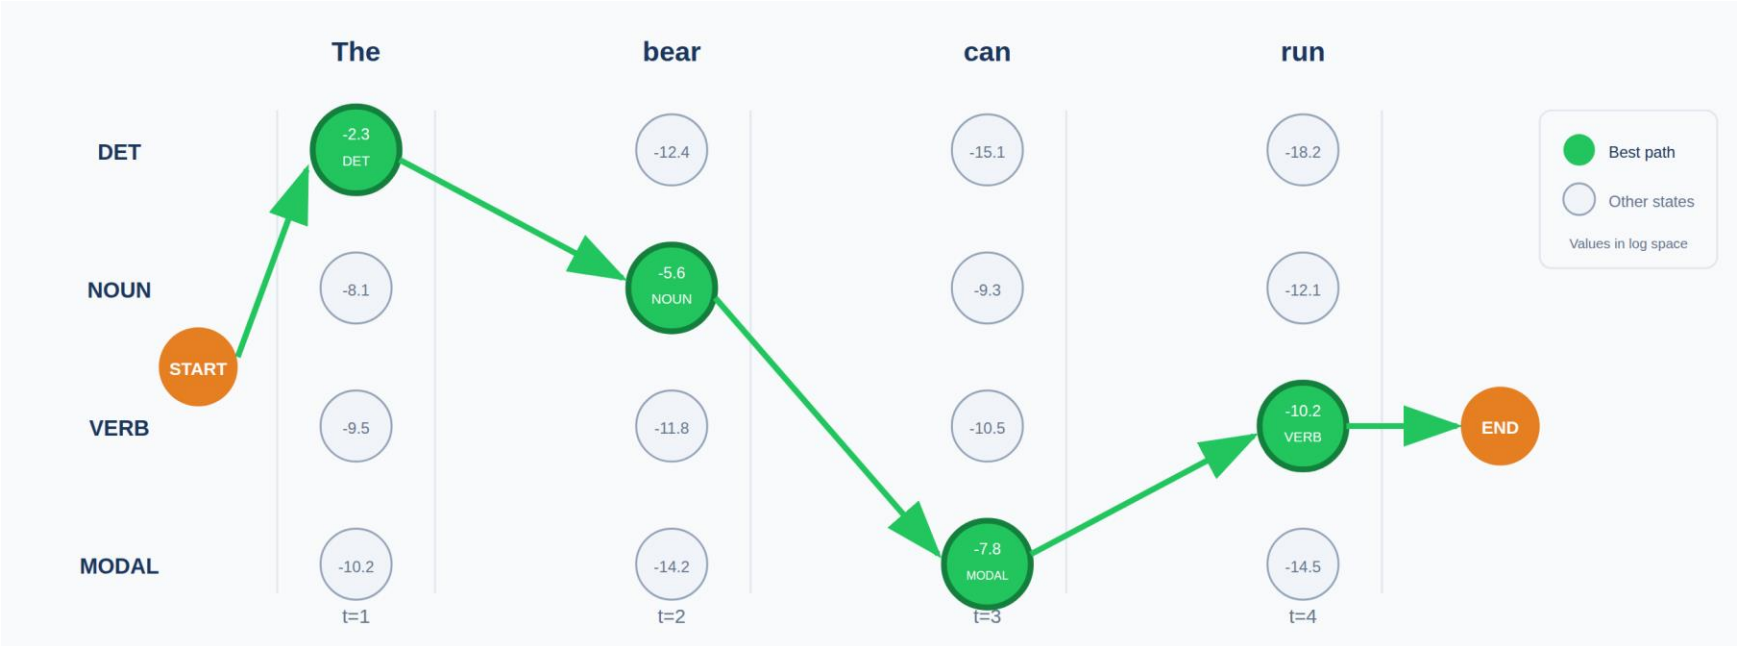 The bear can run
DET -2.3 DET -12.4 -15.1 -18.2
NOUN -8.1 -5.6 NOUN -9.3 -12.1
START
VERB -9.5 -11.8 -10.5 -10.2 VERB END
MODAL -10.2 -14.2 -7.8 MODAL -14.5
t=1 t=2 t=3 t=4
Best path
Other states
Values in log space